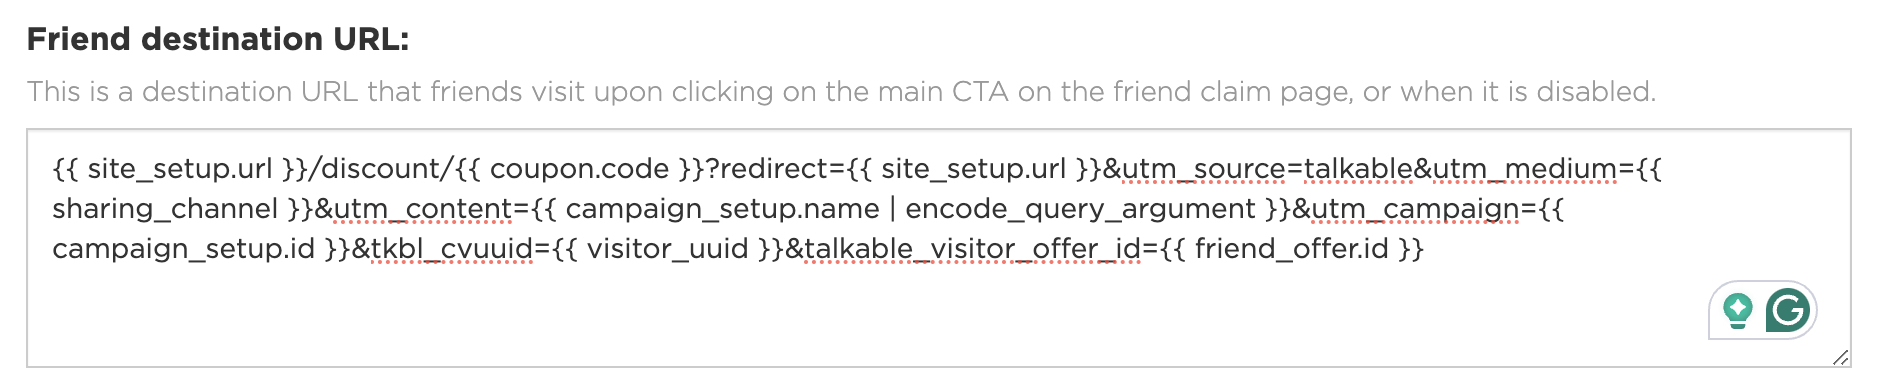 Friend destination URL:
This is a destination URL that friends visit upon clicking on the main CTA on the friend claim page, or when it is disabled.
{{ site_setup.url }}/discount/{{ coupon.code }}?redirect={{ site_setup.url }}&utm_source=talkable&utm_medium={{
sharing_channel }}&utm_content={{ campaign_setup.name | encode_query_argument }}&utm_campaign={{
campaign_setup.id }}&tkbl_cvuuid={{ visitor_uuid }}&talkable_visitor_offer_id={{ friend_offer.id }}